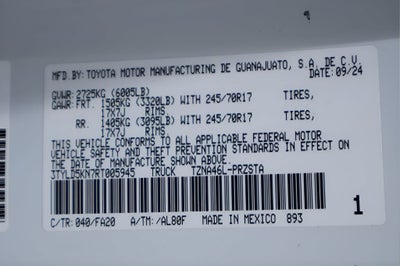 MFD.BY: TOYOTA MOTOR MANUFACTURING DE GUANAJUATO, S.A. DE C.V.
DATE: 09/24
GVWR: 2725KG (6005LB)
GAWR: FRT. 1505KG (3320LB) WITH 245/70R17 TIRES,
17X7J
RR. 1405KG (3095LB) WITH 245/70R17 TIRES,
17X7J
THIS VEHICLE CONFORMS TO ALL APPLICABLE FEDERAL MOTOR
VEHICLE SAFETY AND THEFT PREVENTION STANDARDS IN EFFECT ON
THE DATE OF MANUFACTURE SHOWN ABOVE.
3TYLD5KN7RT005945 TRUCK TZNA46L-PRZSTA
C/TR: 040/FA20 A/TM: /AL80F MADE IN MEXICO 893 1